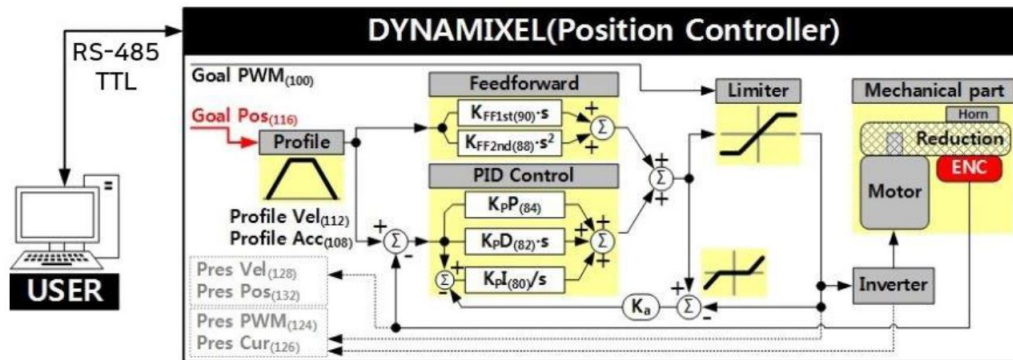 DYNAMIXEL(Position Controller)
RS-485
TTL
Goal PWM(100)
Goal Pos(116)
Profile
Profile Vel(112)
Profile Acc(108)
Feedforward
KFF1st(90)·s
KFF2nd(88)·s²
Σ
PID Control
KPP(84)
KPD(82)·s
KPI(80)/s
Σ
Σ
Σ
Σ
Ka
Σ
Limiter
Mechanical part
Horn
Reduction
ENC
Motor
Inverter
Pres Vel(128)
Pres Pos(132)
Pres PWM(124)
Pres Cur(126)
USER